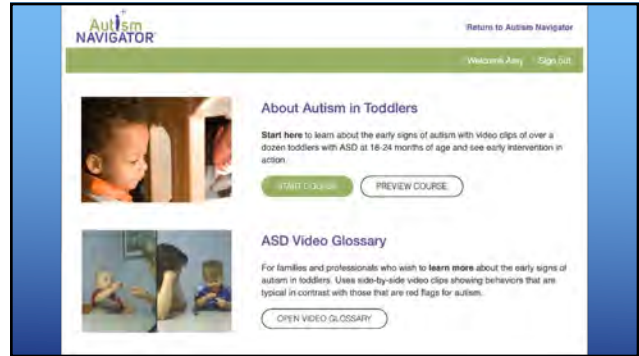 Autism
NAVIGATOR
Return to Autism Navigator
Welcome Amy Sign out
About Autism in Toddlers
Start here to learn about the early signs of autism with video clips of over a
dozen toddlers with ASD at 18-24 months of age and see early intervention in
action.
START COURSE PREVIEW COURSE
ASD Video Glossary
For families and professionals who wish to learn more about the early signs of
autism in toddlers. Uses side-by-side video clips showing behaviors that are
typical in contrast with those that are red flags for autism.
OPEN VIDEO GLOSSARY